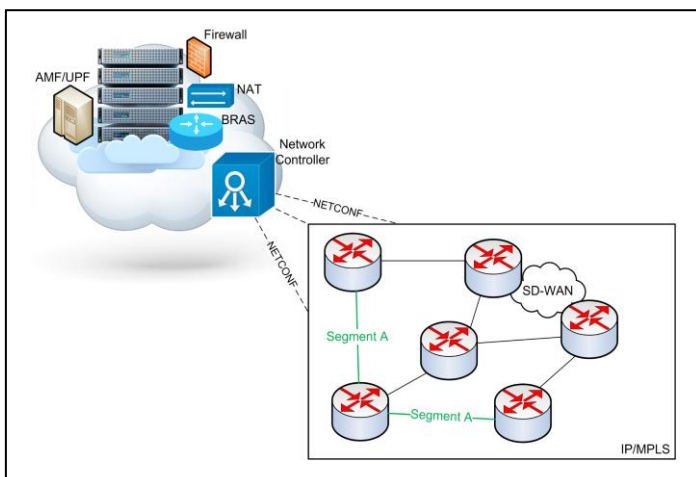 Firewall
AMF/UPF
NAT
BRAS
Network
Controller
NETCONF
NETCONF
SD-WAN
Segment A
Segment A
IP/MPLS